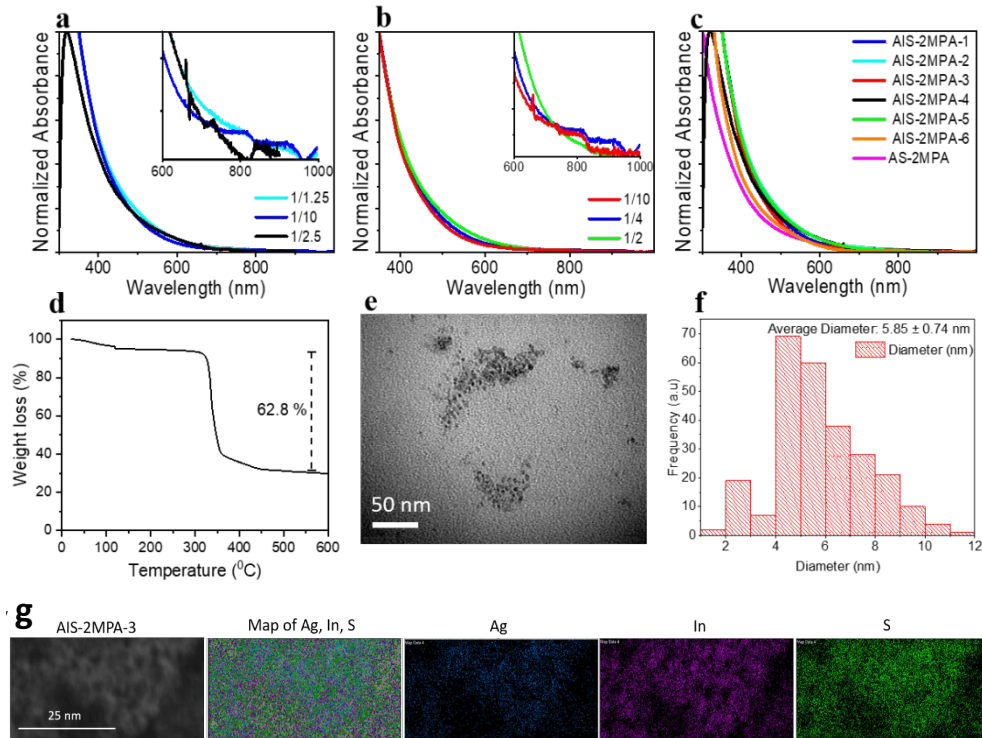 a
Normalized Absorbance
600
800
1000
1/1.25
1/10
1/2.5
400
600
800
Wavelength (nm)
b
Normalized Absorbance
600
800
1000
1/10
1/4
1/2
400
600
800
Wavelength (nm)
c
Normalized Absorbance
AIS-2MPA-1
AIS-2MPA-2
AIS-2MPA-3
AIS-2MPA-4
AIS-2MPA-5
AIS-2MPA-6
AS-2MPA
400
600
800
Wavelength (nm)
d
Weight loss (%)
100
80
60
40
20
0
62.8 %
0
100
200
300
400
500
600
Temperature (⁰C)
e
50 nm
f
Average Diameter: 5.85 ± 0.74 nm
Diameter (nm)
Frequency (a.u)
70
60
50
40
30
20
10
0
2
4
6
8
10
12
Diameter (nm)
g
AIS-2MPA-3
25 nm
Map of Ag, In, S
Ag
In
S